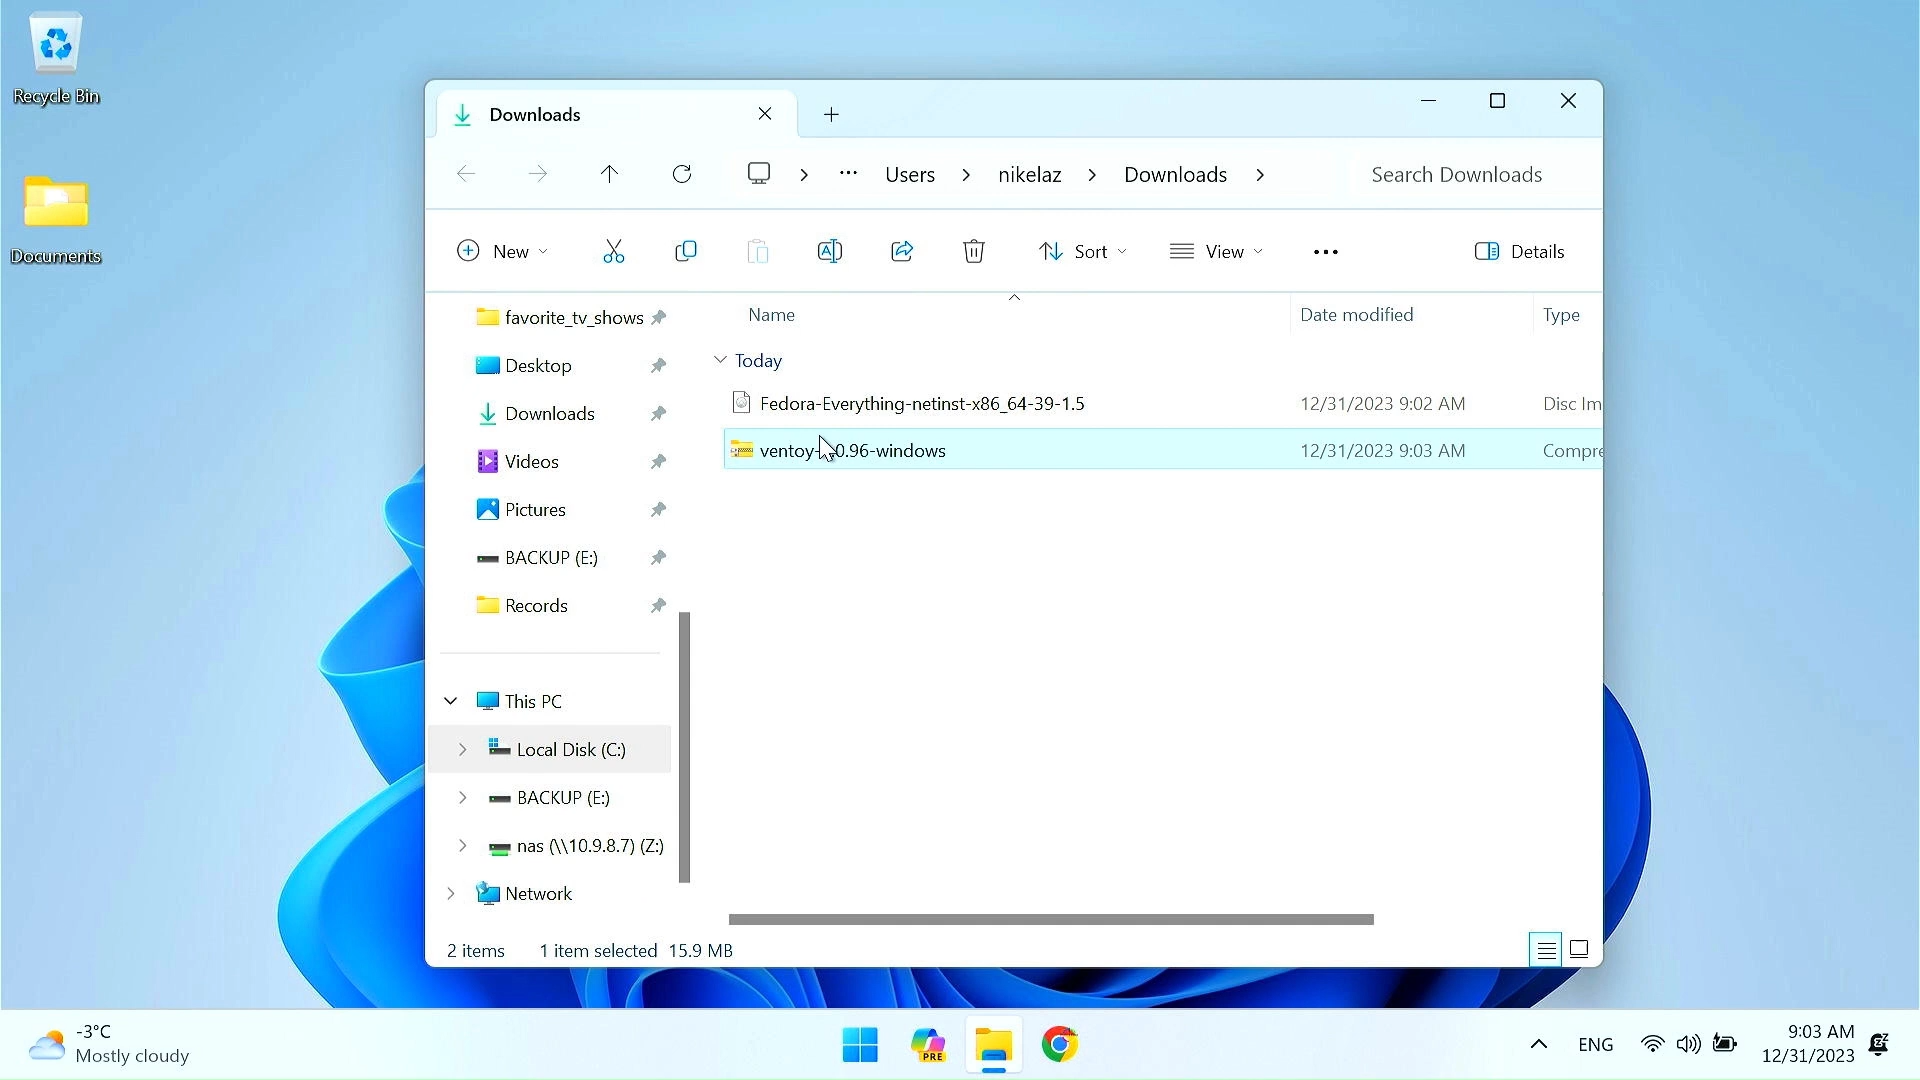 Recycle Bin
Documents
Downloads
Users
nikelaz
Downloads
Search Downloads
New
Sort
View
Details
favorite_tv_shows
Desktop
Downloads
Videos
Pictures
BACKUP (E:)
Records
This PC
Local Disk (C:)
BACKUP (E:)
nas (\\10.9.8.7) (Z:)
Network
Name
Date modified
Type
Today
Fedora-Everything-netinst-x86_64-39-1.5
12/31/2023 9:02 AM
Disc Im
ventoy- 0.96-windows
12/31/2023 9:03 AM
Compre
2 items
1 item selected 15.9 MB
-3°C
Mostly cloudy
PRE
ENG
9:03 AM
12/31/2023